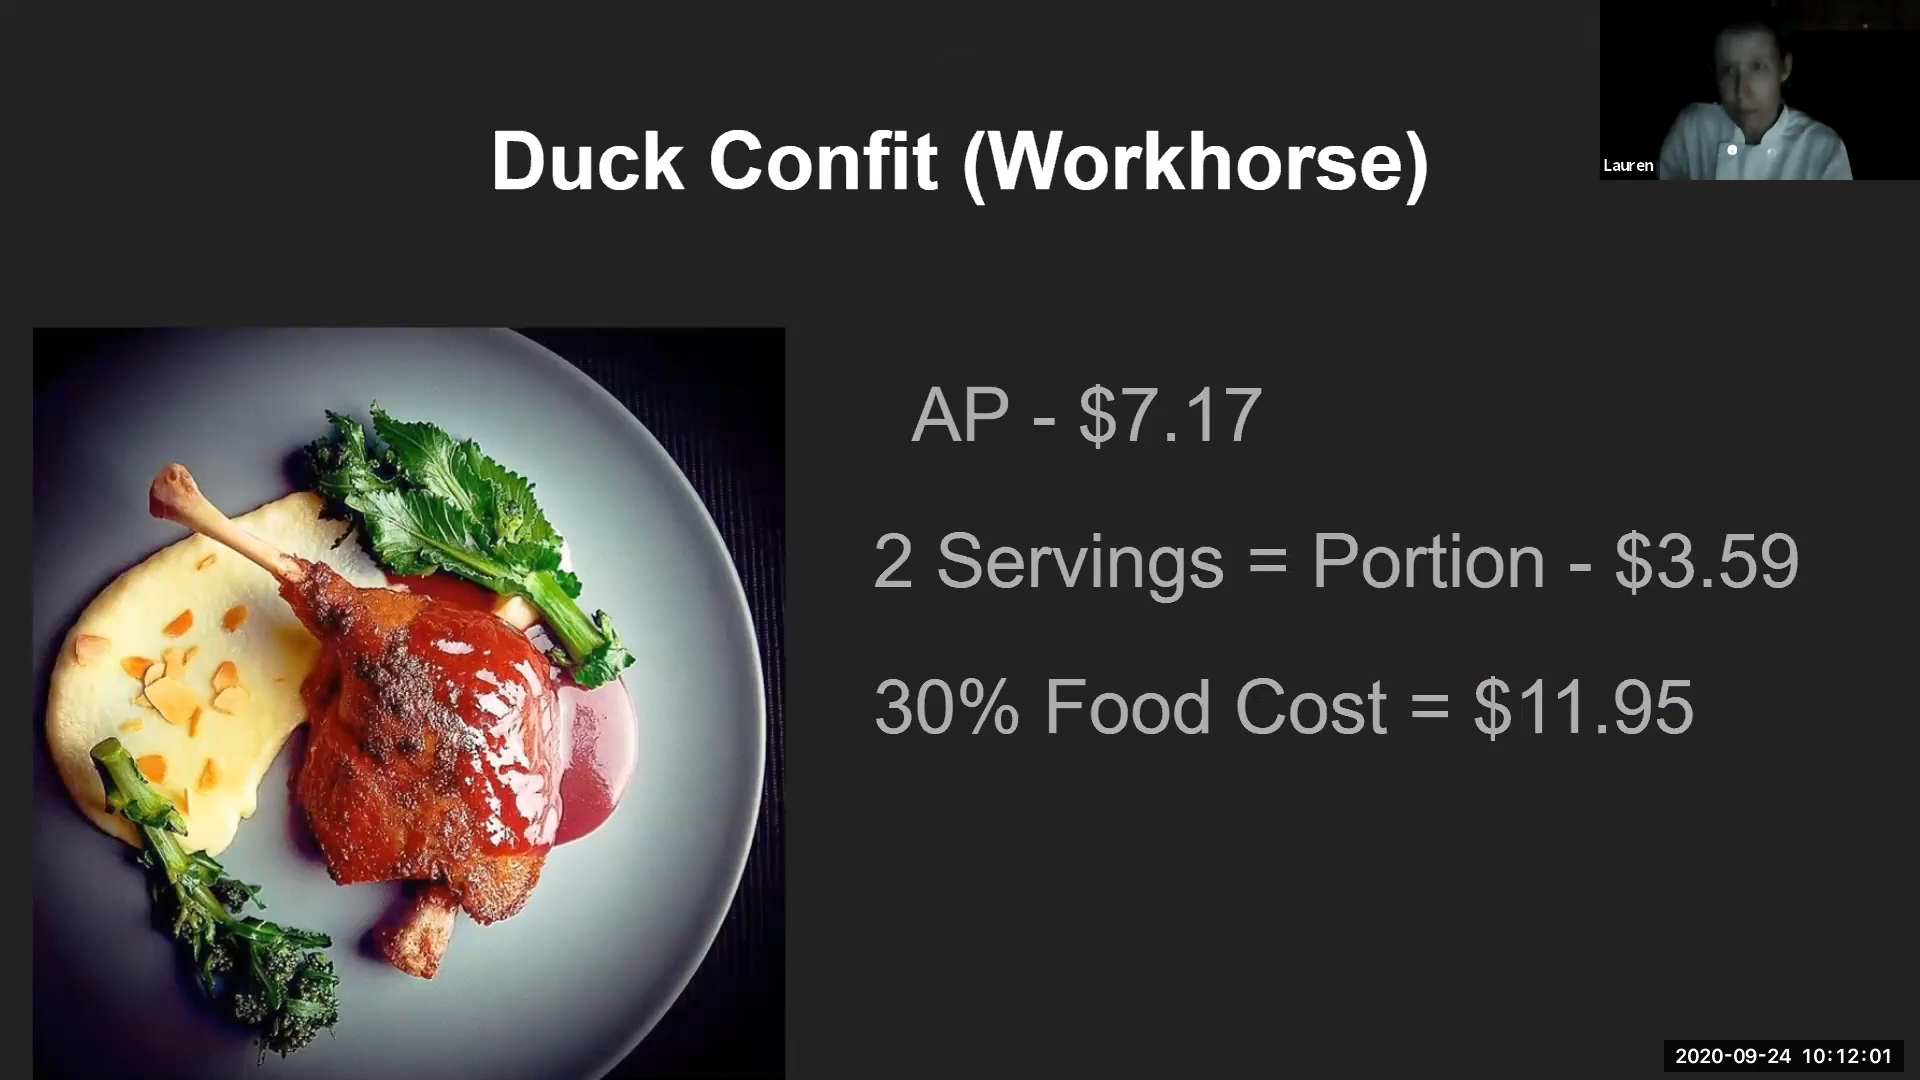 Duck Confit (Workhorse)
Lauren
AP - $7.17
2 Servings = Portion - $3.59
30% Food Cost = $11.95
2020-09-24 10:12:01